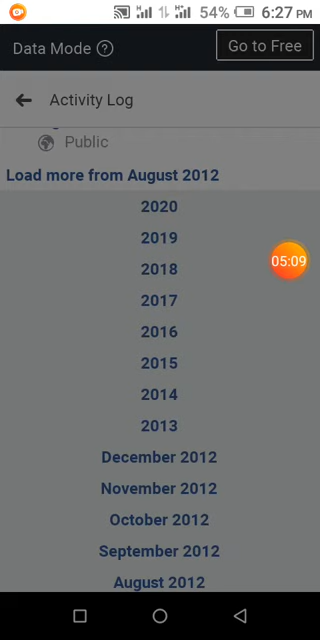 54% 6:27 PM
Data Mode ? Go to Free
Activity Log
Public
Load more from August 2012
2020
2019
05:09
2018
2017
2016
2015
2014
2013
December 2012
November 2012
October 2012
September 2012
August 2012